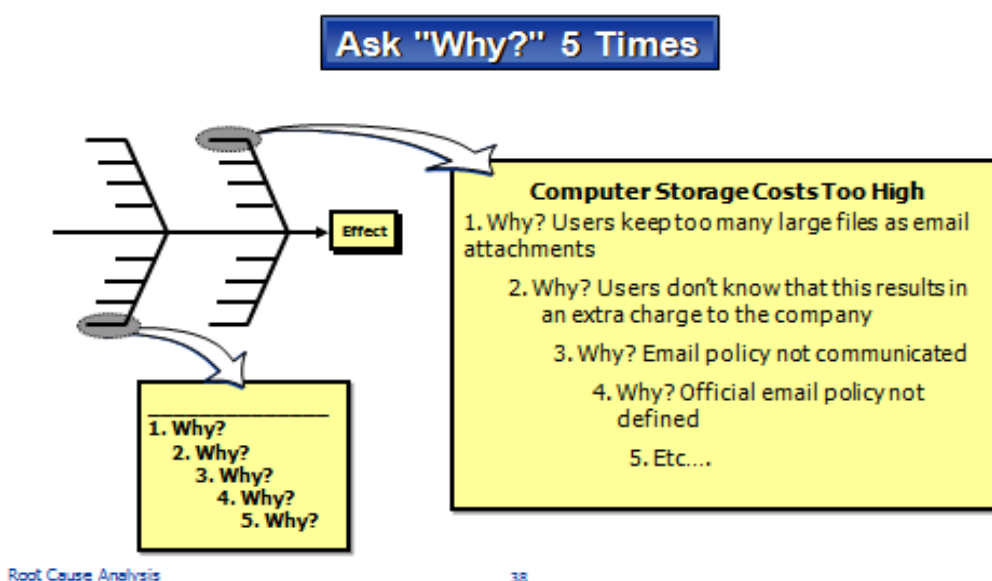 Ask "Why?" 5 Times
Effect
Computer Storage Costs Too High
1. Why? Users keep too many large files as email
attachments
2. Why? Users don't know that this results in
an extra charge to the company
3. Why? Email policy not communicated
4. Why? Official email policy not
defined
5. Etc....
1. Why?
2. Why?
3. Why?
4. Why?
5. Why?
Root Cause Analysis
38